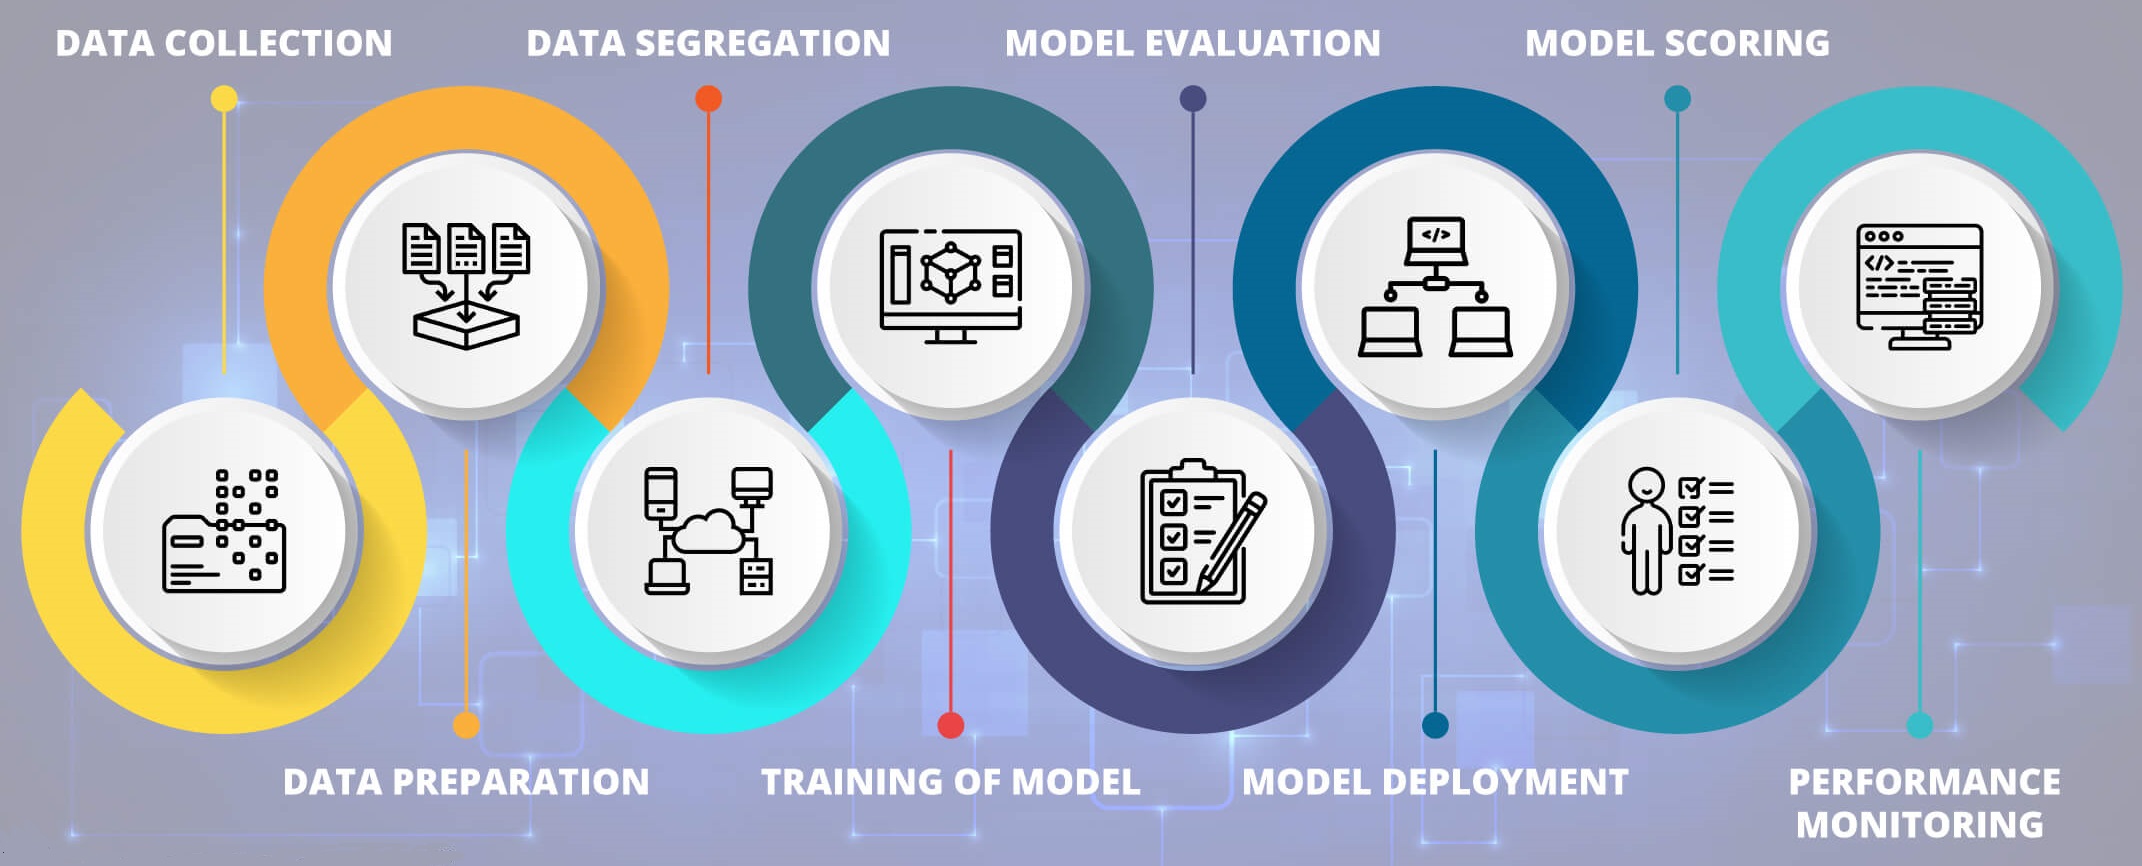 DATA COLLECTION
DATA SEGREGATION
MODEL EVALUATION
MODEL SCORING
</>
</>
DATA PREPARATION
TRAINING OF MODEL
MODEL DEPLOYMENT
PERFORMANCE
MONITORING